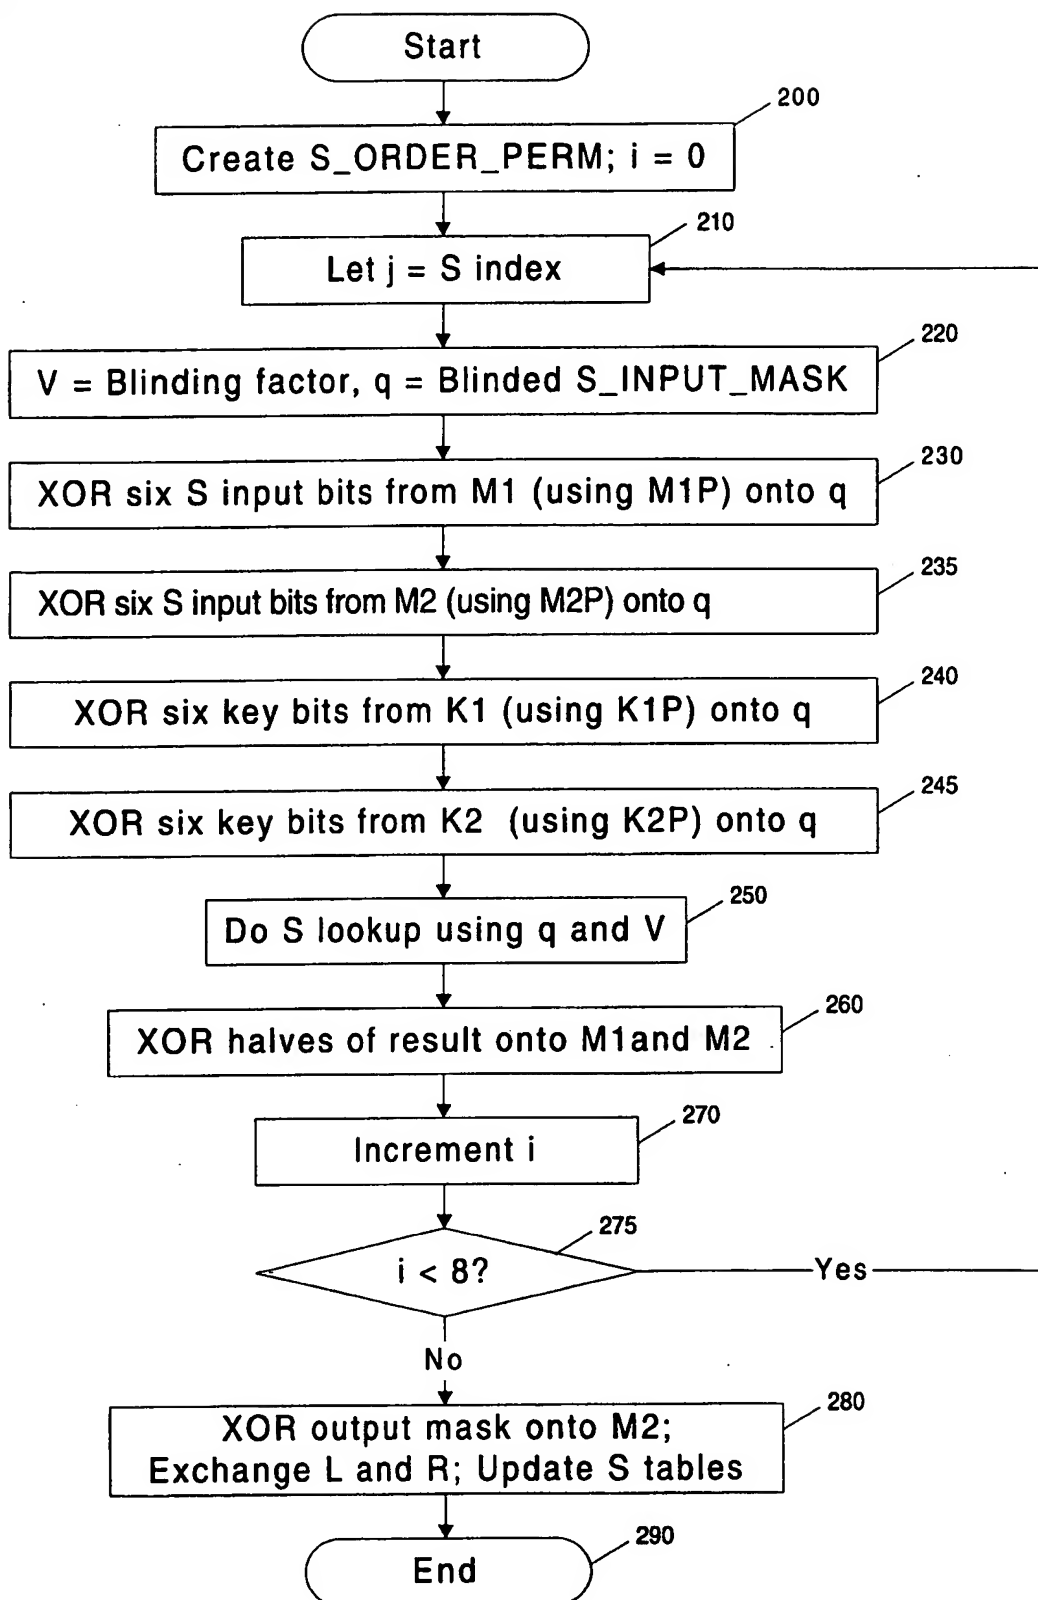 Start
200
Create S_ORDER_PERM; i = 0
210
Let j = S index
220
V = Blinding factor, q = Blinded S_INPUT_MASK
230
XOR six S input bits from M1 (using M1P) onto q
235
XOR six S input bits from M2 (using M2P) onto q
240
XOR six key bits from K1 (using K1P) onto q
245
XOR six key bits from K2 (using K2P) onto q
250
Do S lookup using q and V
260
XOR halves of result onto M1and M2
270
Increment i
275
i < 8?
Yes
No
280
XOR output mask onto M2;
Exchange L and R; Update S tables
290
End